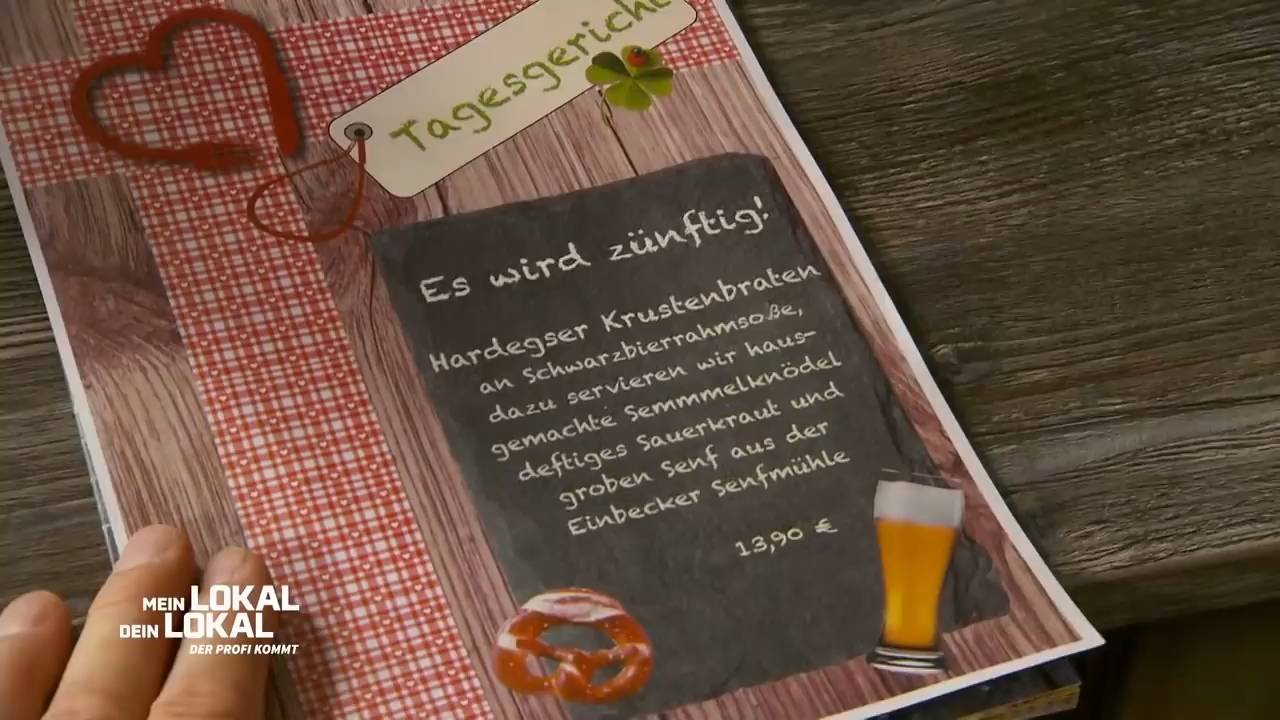 Tagesgericht
Es wird zünftig!
Hardegser Krustenbraten
an Schwarzbierrahmsoße,
dazu servieren wir haus-
gemachte Semmmelknödel
deftiges Sauerkraut und
groben Senf aus der
Einbecker Senfmühle
13,90 €
MEIN LOKAL
DEIN LOKAL
DER PROFI KOMMT